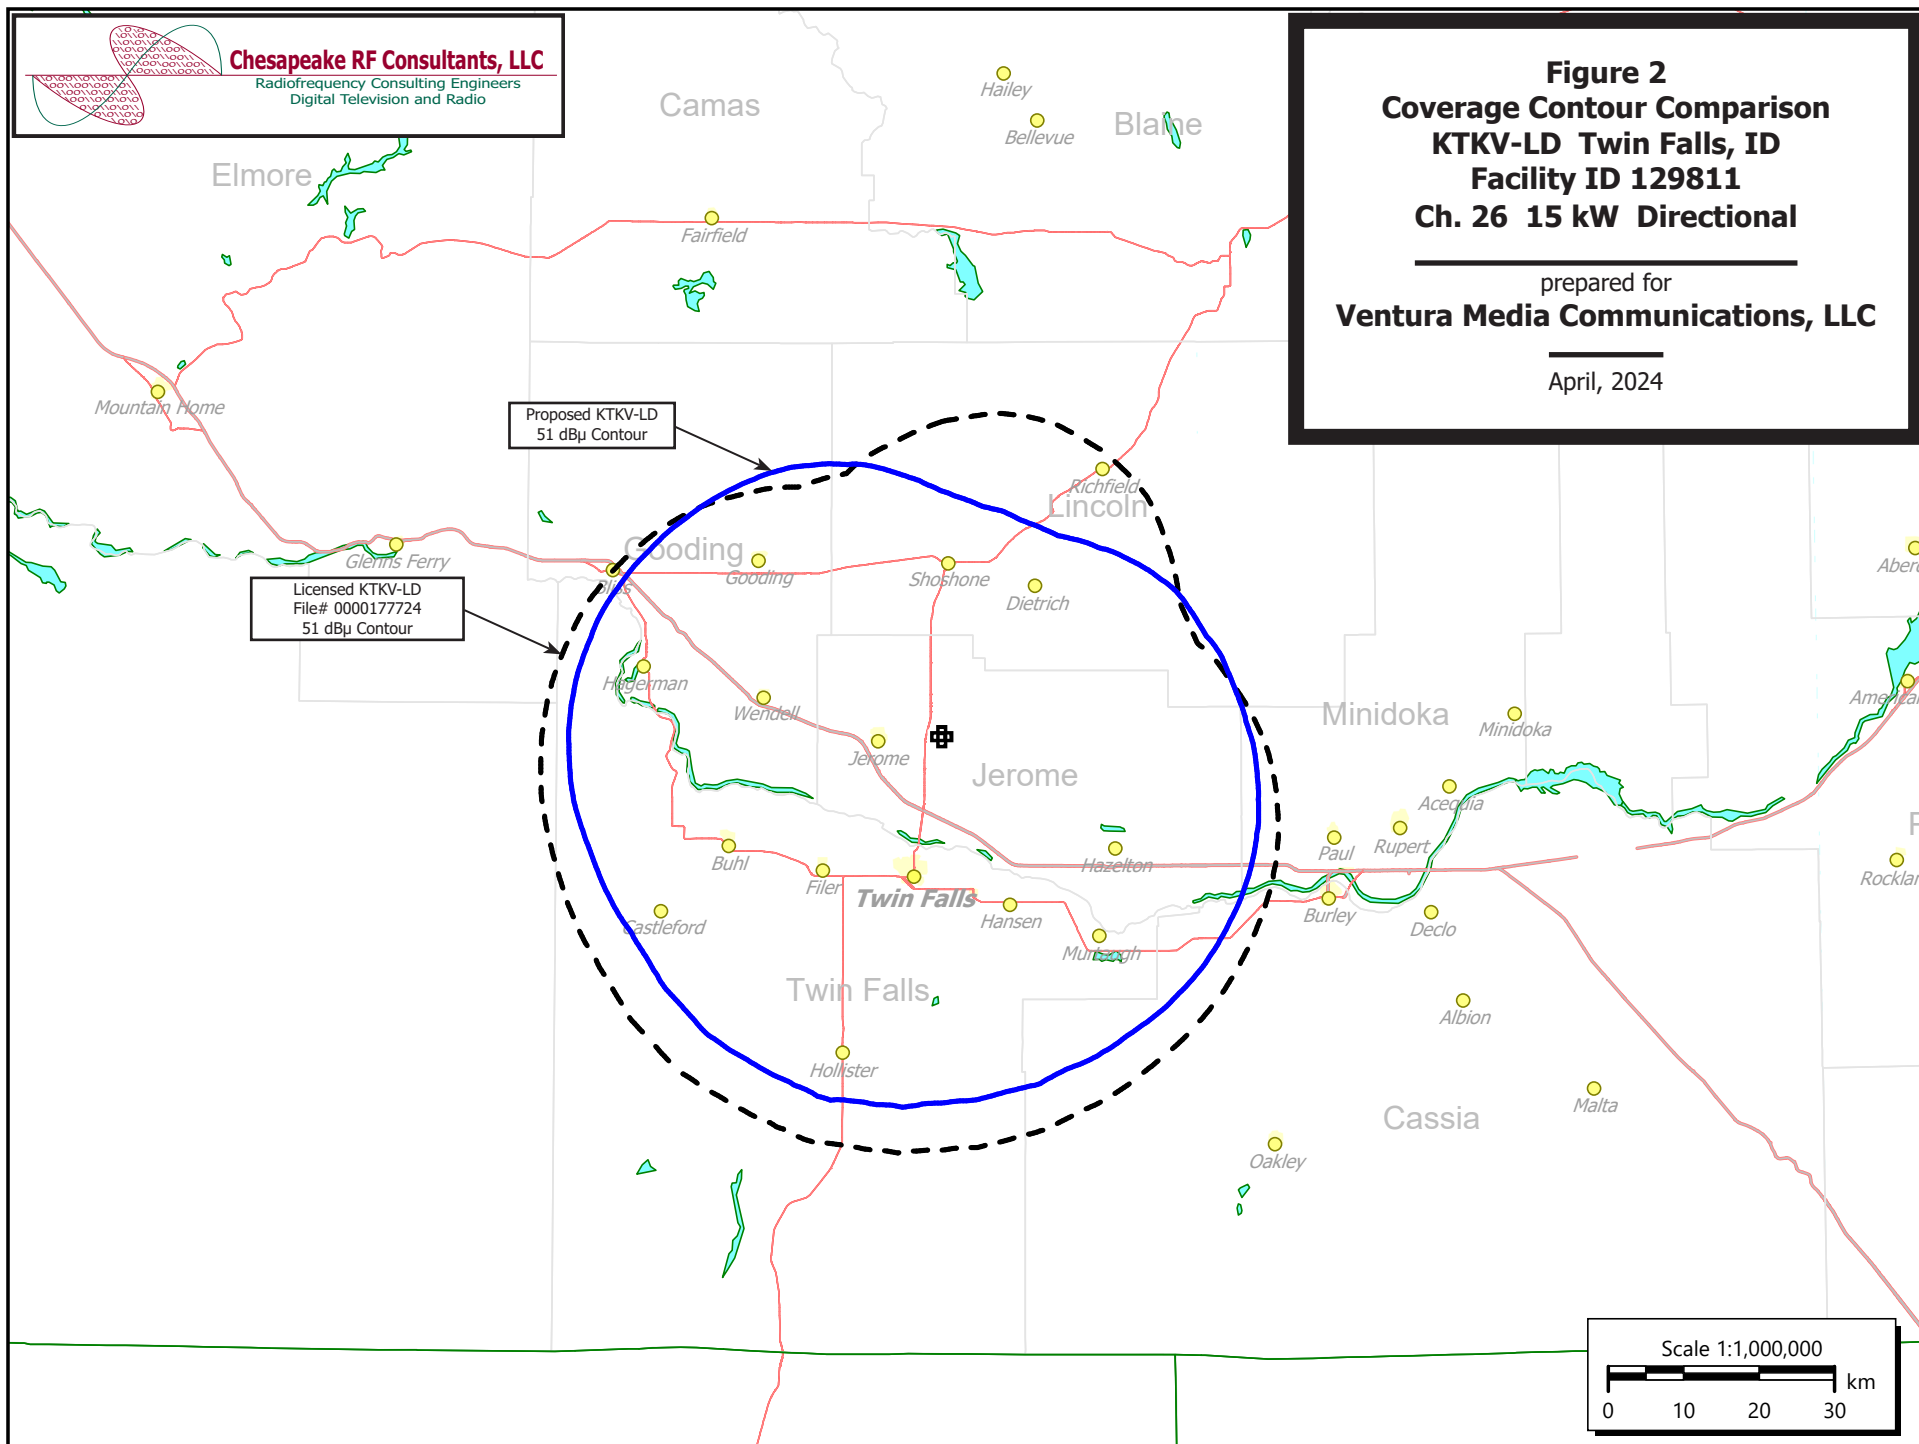 Chesapeake RF Consultants, LLC
Radiofrequency Consulting Engineers
Digital Television and Radio
Figure 2
Coverage Contour Comparison
KTKV-LD Twin Falls, ID
Facility ID 129811
Ch. 26 15 kW Directional
prepared for
Ventura Media Communications, LLC
April, 2024
Camas
Hailey
Bellevue
Blaine
Elmore
Fairfield
Mountain Home
Proposed KTKV-LD
51 dBμ Contour
Richfield
Lincoln
Glenns Ferry
Gooding
Gooding
Bliss
Shoshone
Dietrich
Licensed KTKV-LD
File# 0000177724
51 dBμ Contour
Hagerman
Wendell
Jerome
Jerome
Minidoka
Minidoka
American
Acequia
Buhl
Filer
Twin Falls
Hazelton
Paul
Rupert
Castleford
Hansen
Burley
Declo
Murtaugh
Twin Falls
Albion
Hollister
Cassia
Malta
Oakley
Scale 1:1,000,000
km
0 10 20 30